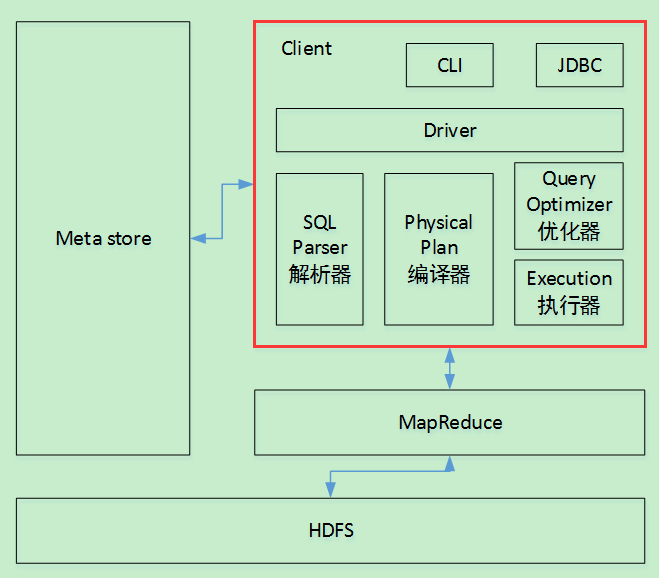 Client
CLI
JDBC
Driver
Meta store
SQL
Parser
解析器
Physical
Plan
编译器
Query
Optimizer
优化器
Execution
执行器
MapReduce
HDFS